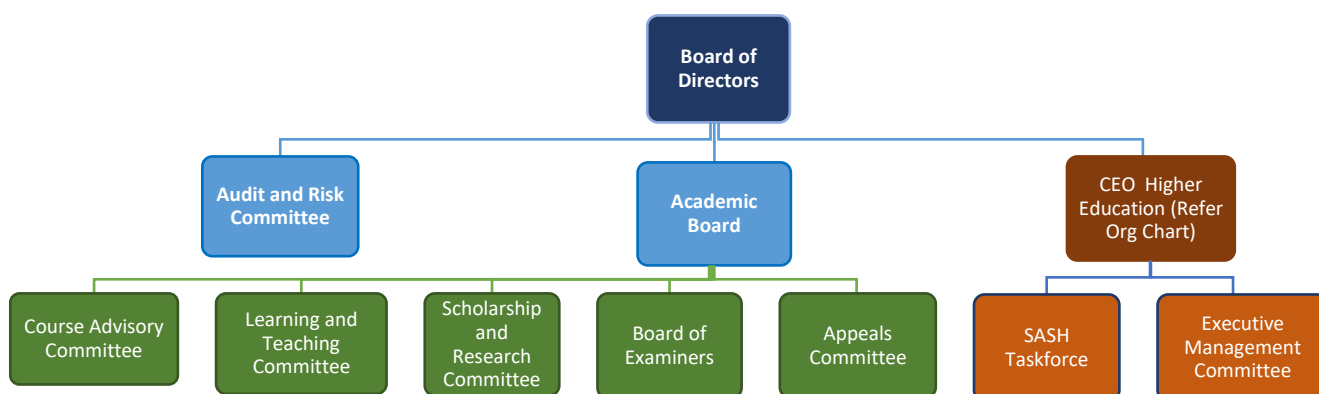 Board of
Directors
Audit and Risk
Committee
Academic
Board
CEO Higher
Education (Refer
Org Chart)
Course Advisory
Committee
Learning and
Teaching
Committee
Scholarship
and
Research
Committee
Board of
Examiners
Appeals
Committee
SASH
Taskforce
Executive
Management
Committee